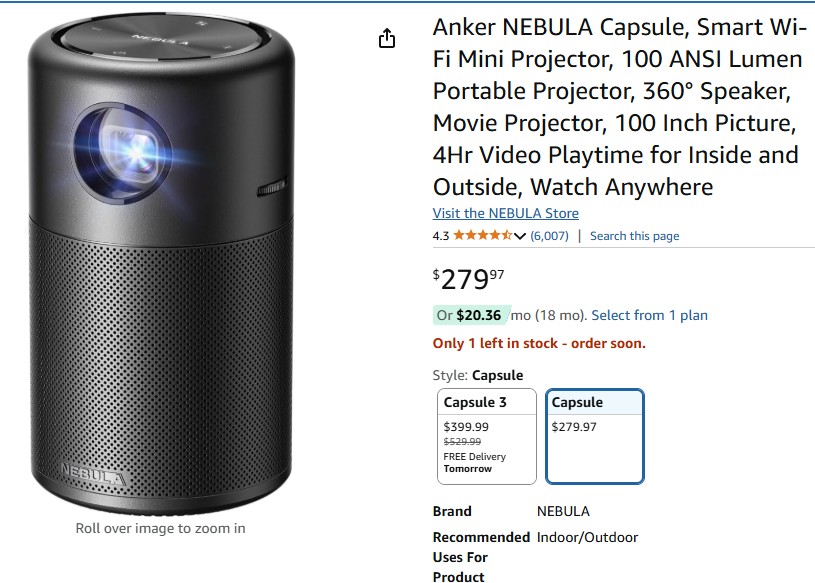 NEBULA
NEBULA
Roll over image to zoom in
Anker NEBULA Capsule, Smart Wi-
Fi Mini Projector, 100 ANSI Lumen
Portable Projector, 360° Speaker,
Movie Projector, 100 Inch Picture,
4Hr Video Playtime for Inside and
Outside, Watch Anywhere
Visit the NEBULA Store
4.3 (6,007) | Search this page
$279.97
Or $20.36 /mo (18 mo). Select from 1 plan
Only 1 left in stock - order soon.
Style: Capsule
Capsule 3
$399.99
$529.99
FREE Delivery
Tomorrow
Capsule
$279.97
Brand NEBULA
Recommended Indoor/Outdoor
Uses For
Product